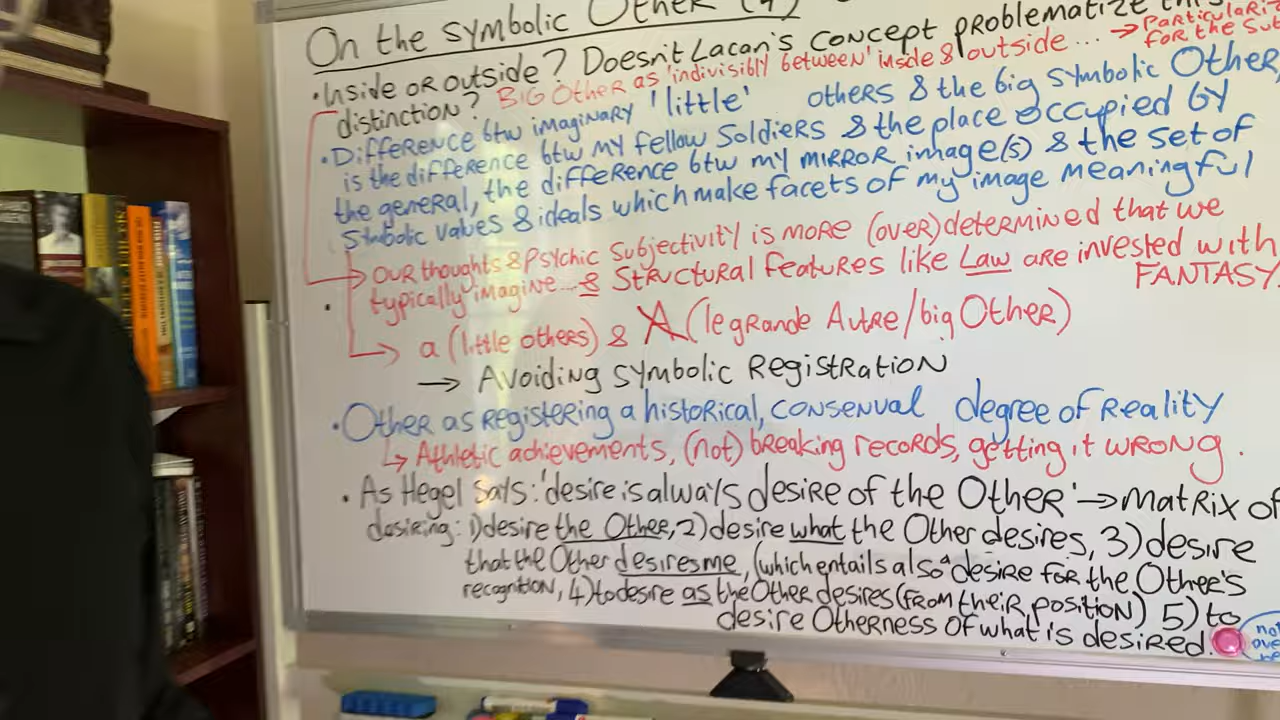 On the symbolic Other (4)
• Inside or outside? Doesn't Lacan's concept problematize this
distinction? Big Other as 'indivisibly between' inside & outside ... → Particulari
for the sub
• Difference btw imaginary 'little' others & the big symbolic Other,
is the difference btw my fellow soldiers & the place occupied by
the general, the difference btw my mirror image(s) & the set of
symbolic values & ideals which make facets of my image meaningful
→ Our thoughts & psychic subjectivity is more (over)determined that we
• typically imagine... & structural features like Law are invested with
FANTASY.
→ a (little others) & A (le grande Autre/big Other)
→ Avoiding symbolic registration
• Other as registering a historical, consenual degree of reality
↳ Athletic achievements, (not) breaking records, getting it wrong.
• As Hegel says: 'desire is always desire of the Other' → matrix of
desiring: 1) desire the Other, 2) desire what the Other desires, 3) desire
that the Other desires me, (which entails also a desire for the Other's
recognition, 4) to desire as the Other desires (from their position) 5) to
desire Otherness of what is desired.
not
ove